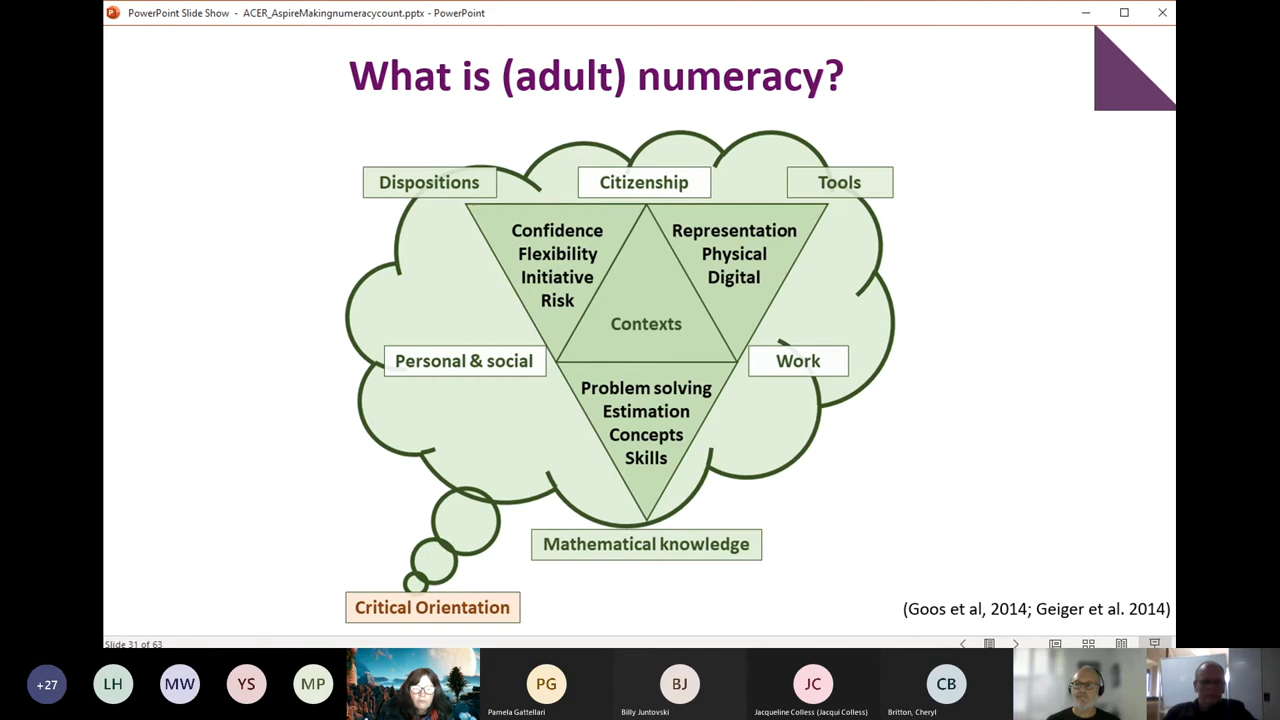 PowerPoint Slide Show - ACER_AspireMakingnumeracycount.pptx - PowerPoint
What is (adult) numeracy?
Dispositions
Citizenship
Tools
Confidence
Flexibility
Initiative
Risk
Representation
Physical
Digital
Contexts
Personal & social
Work
Problem solving
Estimation
Concepts
Skills
Mathematical knowledge
Critical Orientation
(Goos et al, 2014; Geiger et al. 2014)
Slide 31 of 63
+27
LH
MW
YS
MP
PG
BJ
JC
CB
Pamela Gattellari
Billy Juntovski
Jacqueline Colless (Jacqui Colless)
Britton, Cheryl